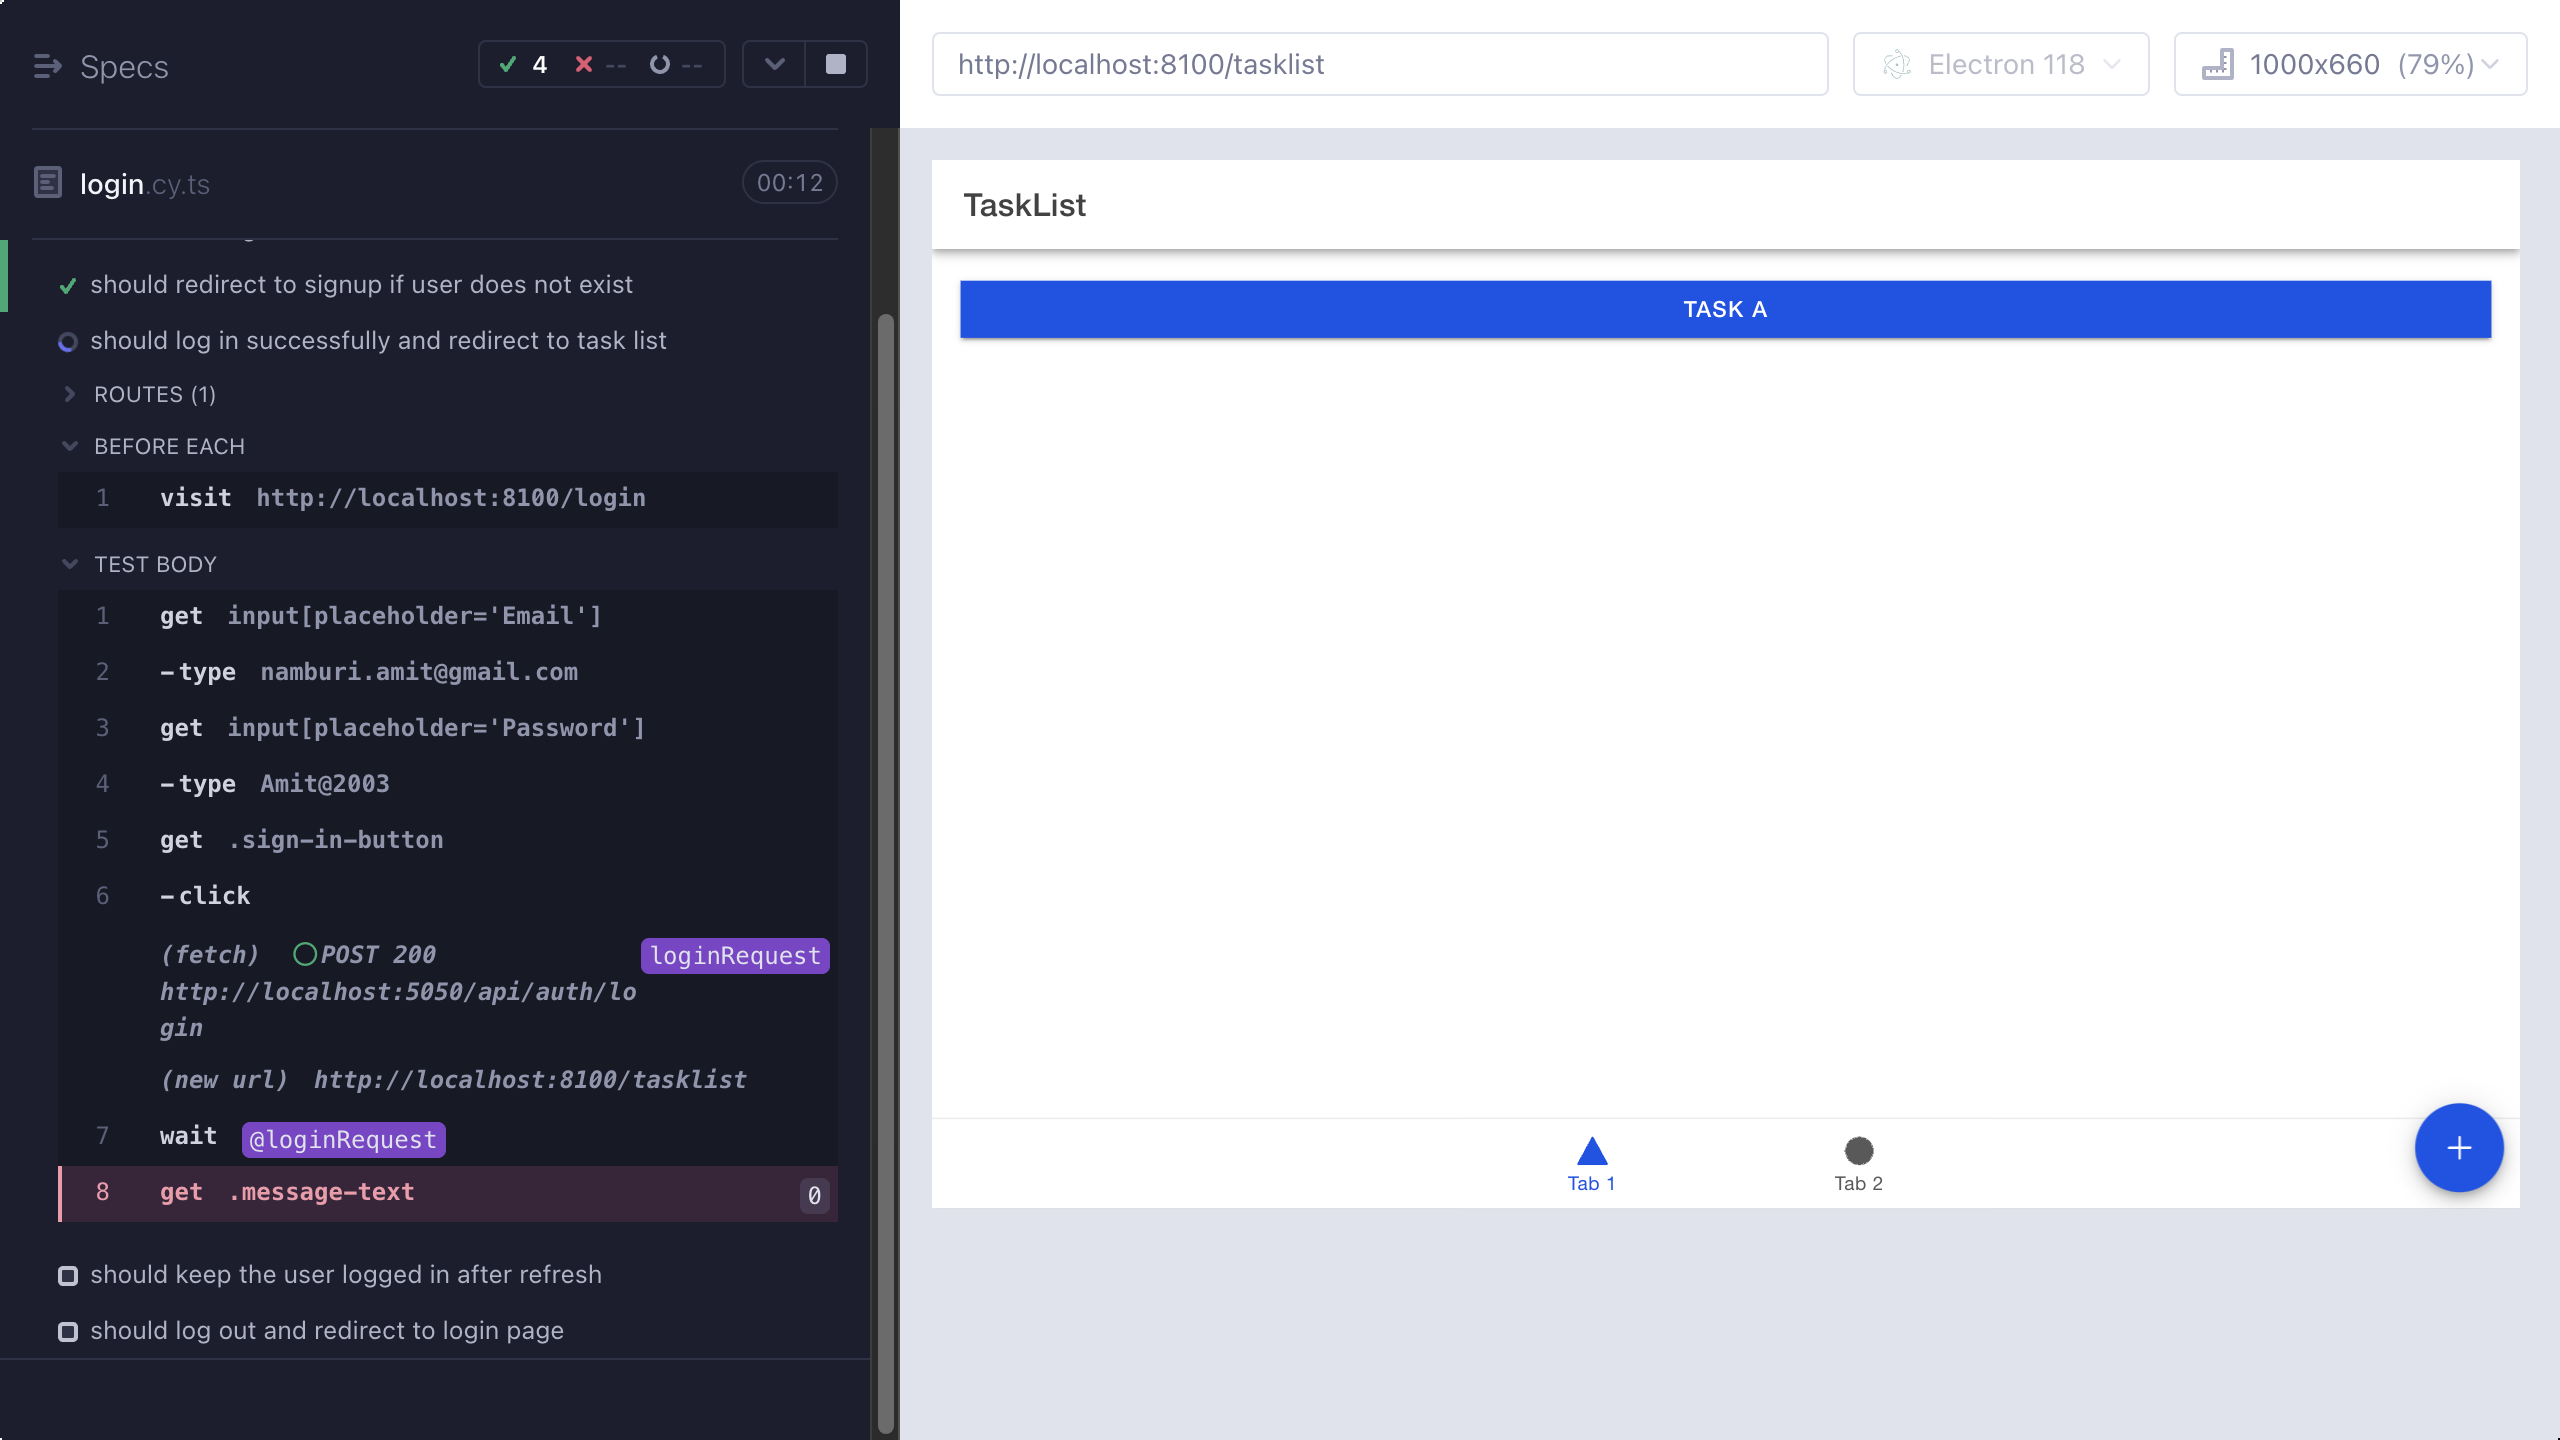 Specs
4 -- --
login.cy.ts
00:12
should redirect to signup if user does not exist
should log in successfully and redirect to task list
ROUTES (1)
BEFORE EACH
1 visit http://localhost:8100/login
TEST BODY
1 get input[placeholder='Email']
2 -type namburi.amit@gmail.com
3 get input[placeholder='Password']
4 -type Amit@2003
5 get .sign-in-button
6 -click
(fetch) POST 200 loginRequest
http://localhost:5050/api/auth/lo
gin
(new url) http://localhost:8100/tasklist
7 wait @loginRequest
8 get .message-text 0
should keep the user logged in after refresh
should log out and redirect to login page
http://localhost:8100/tasklist
Electron 118
1000x660 (79%)
TaskList
TASK A
Tab 1
Tab 2